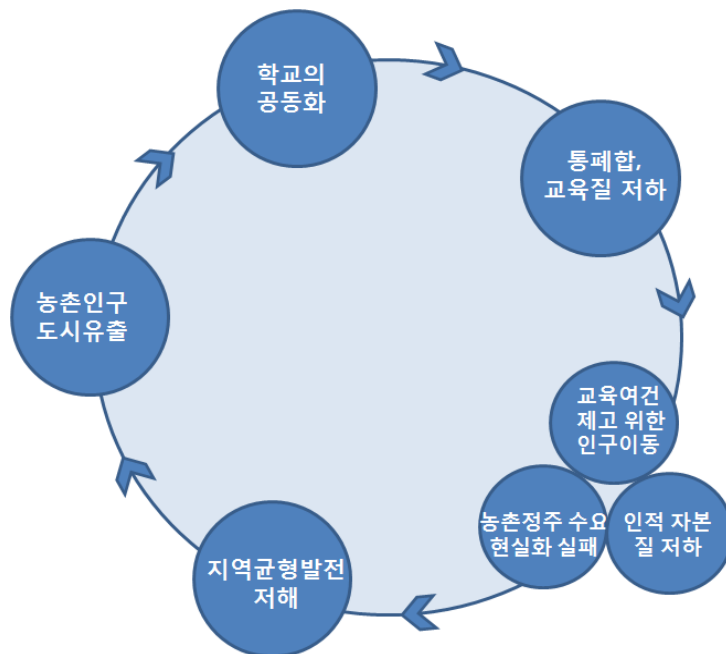 학교의
공동화
통폐합,
교육질 저하
교육여건
제고 위한
인구이동
농촌정주 수요
현실화 실패
인적 자본
질 저하
지역균형발전
저해
농촌인구
도시유출